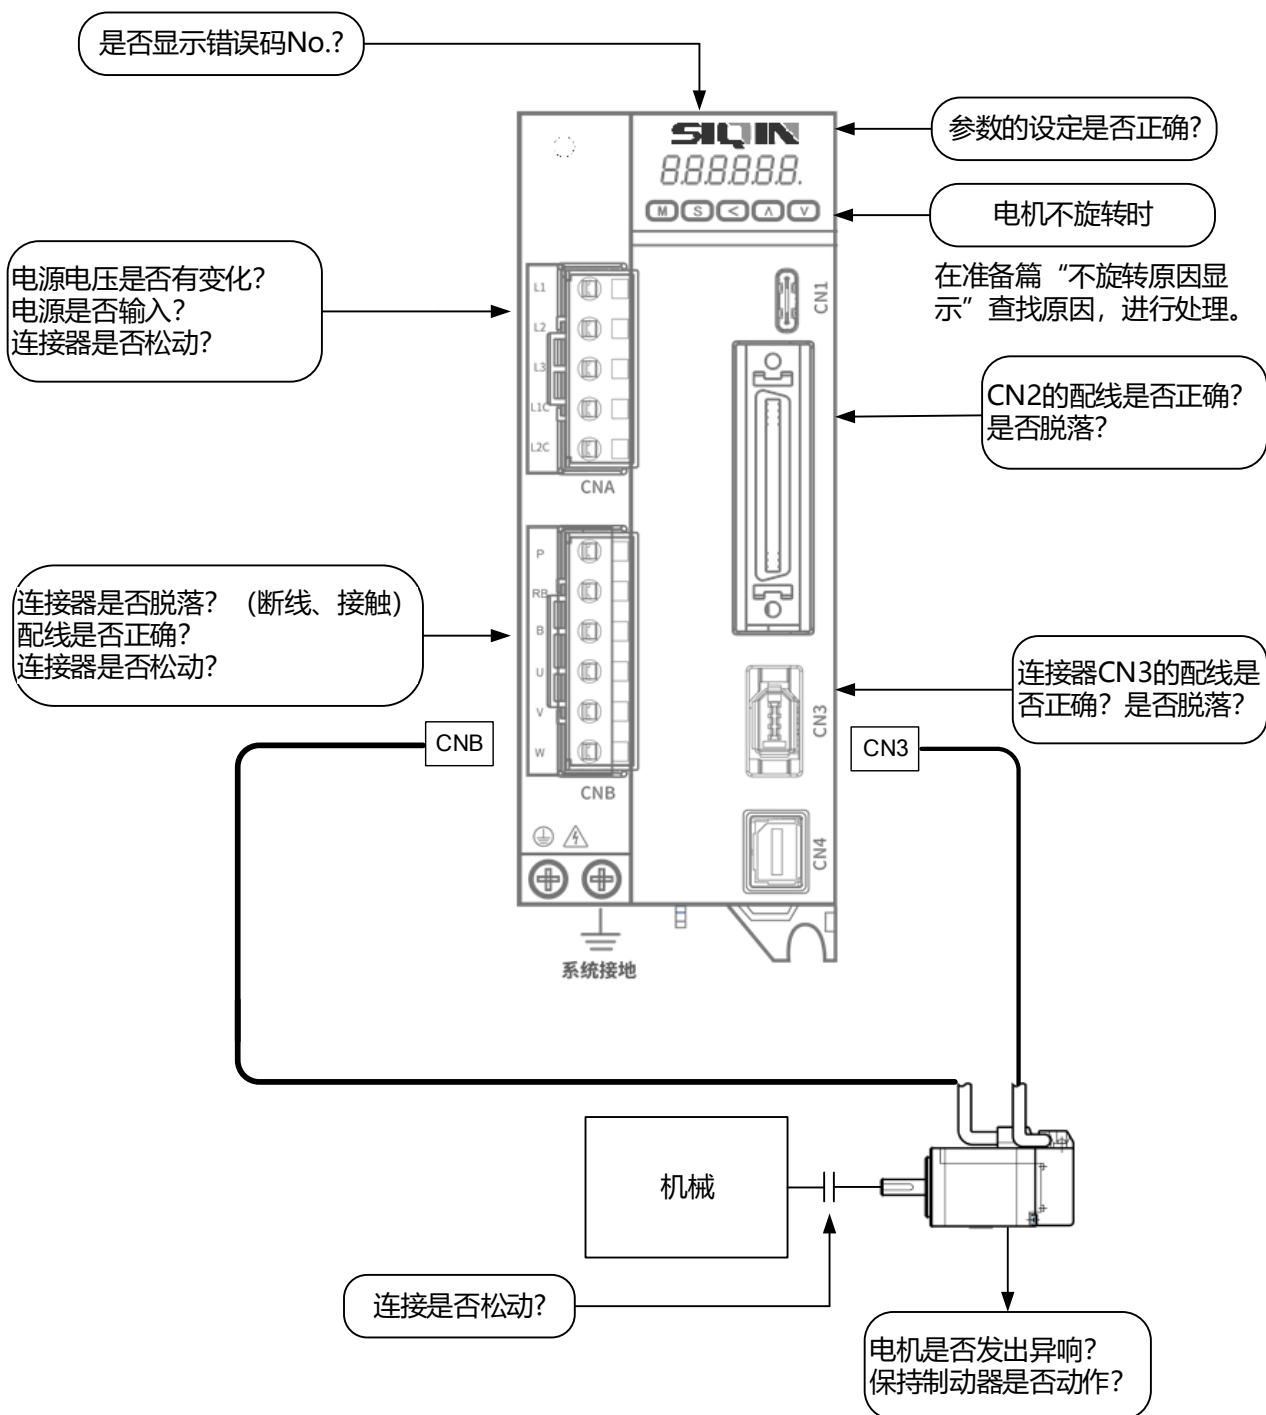 是否显示错误码No.?
SIQIN
参数的设定是否正确?
8.8.8.8.8.8.
M S < ∧ V
电机不旋转时
在准备篇“不旋转原因显
示”查找原因，进行处理。
电源电压是否有变化?
电源是否输入?
连接器是否松动?
L1
L2
L3
L1C
L2C
CNA
CN1
CN2的配线是否正确?
是否脱落?
连接器是否脱落? （断线、接触）
配线是否正确?
连接器是否松动?
P
RB
B
U
V
W
CNB
CN3
连接器CN3的配线是
否正确? 是否脱落?
CNB
CN3
CN4
系统接地
机械
连接是否松动?
电机是否发出异响?
保持制动器是否动作?